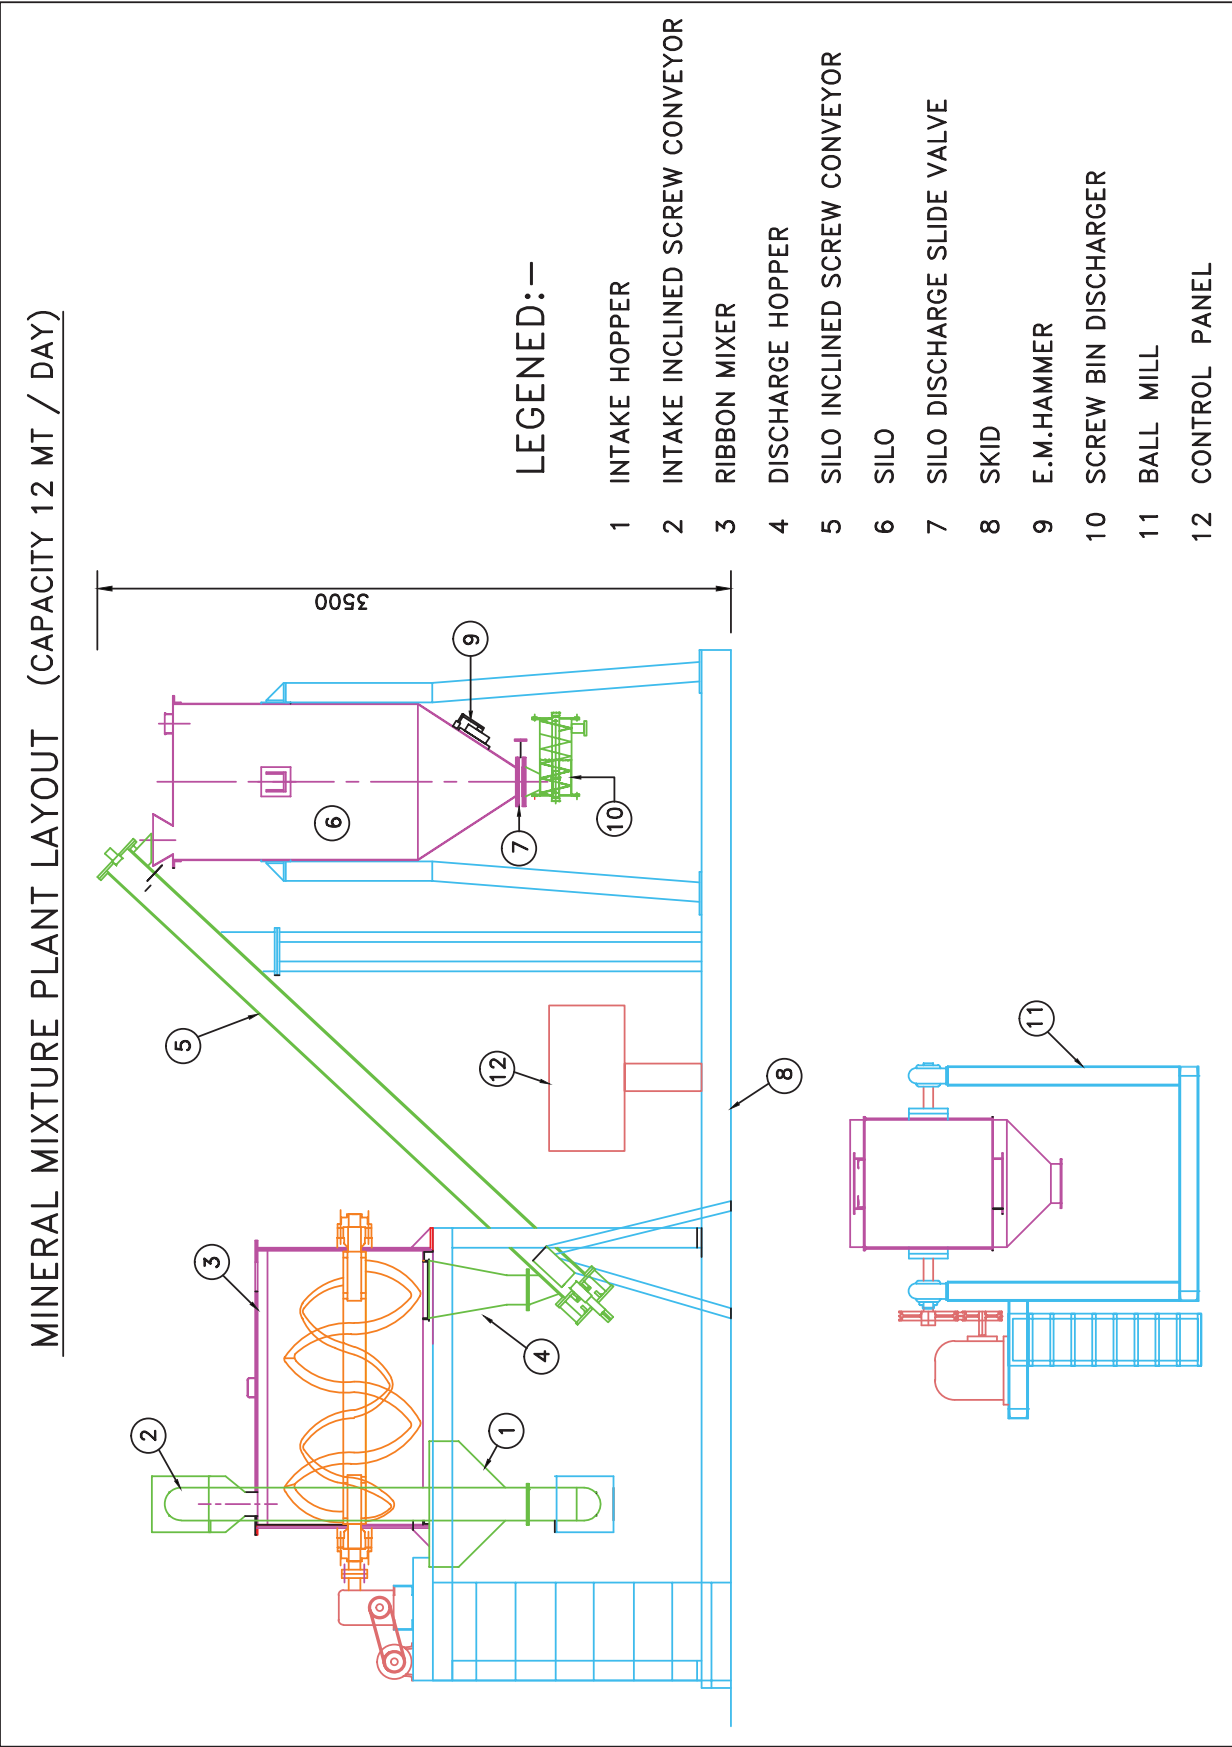 MINERAL MIXTURE PLANT LAYOUT (CAPACITY 12 MT / DAY)
3500
2
3
5
6
9
7
10
12
8
4
1
11
LEGENED:—
1 INTAKE HOPPER
2 INTAKE INCLINED SCREW CONVEYOR
3 RIBBON MIXER
4 DISCHARGE HOPPER
5 SILO INCLINED SCREW CONVEYOR
6 SILO
7 SILO DISCHARGE SLIDE VALVE
8 SKID
9 E.M.HAMMER
10 SCREW BIN DISCHARGER
11 BALL MILL
12 CONTROL PANEL